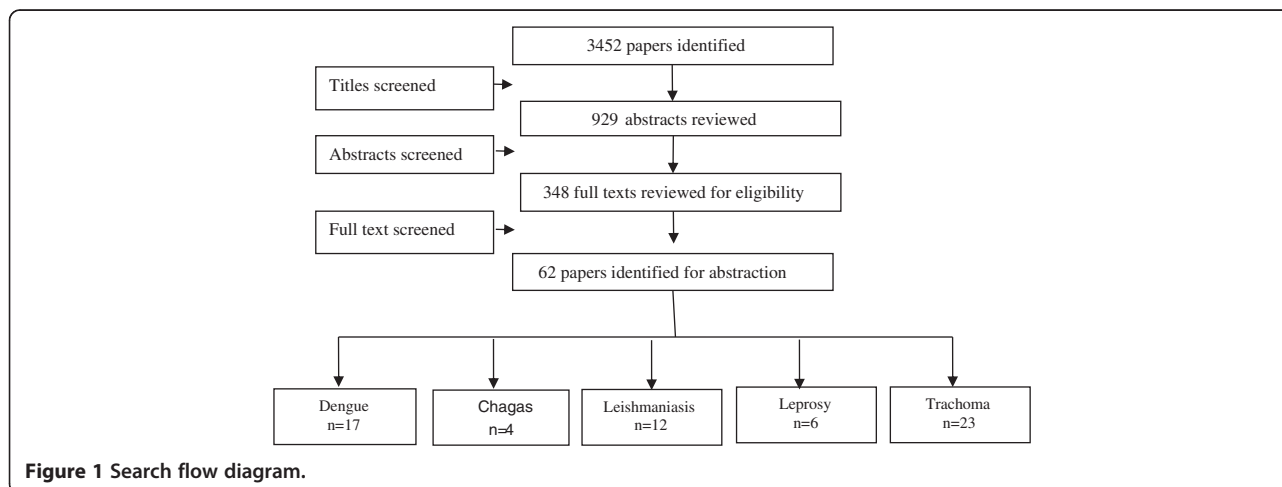 3452 papers identified
Titles screened
929 abstracts reviewed
Abstracts screened
348 full texts reviewed for eligibility
Full text screened
62 papers identified for abstraction
Dengue
n=17
Chagas
n=4
Leishmaniasis
n=12
Leprosy
n=6
Trachoma
n=23
Figure 1 Search flow diagram.